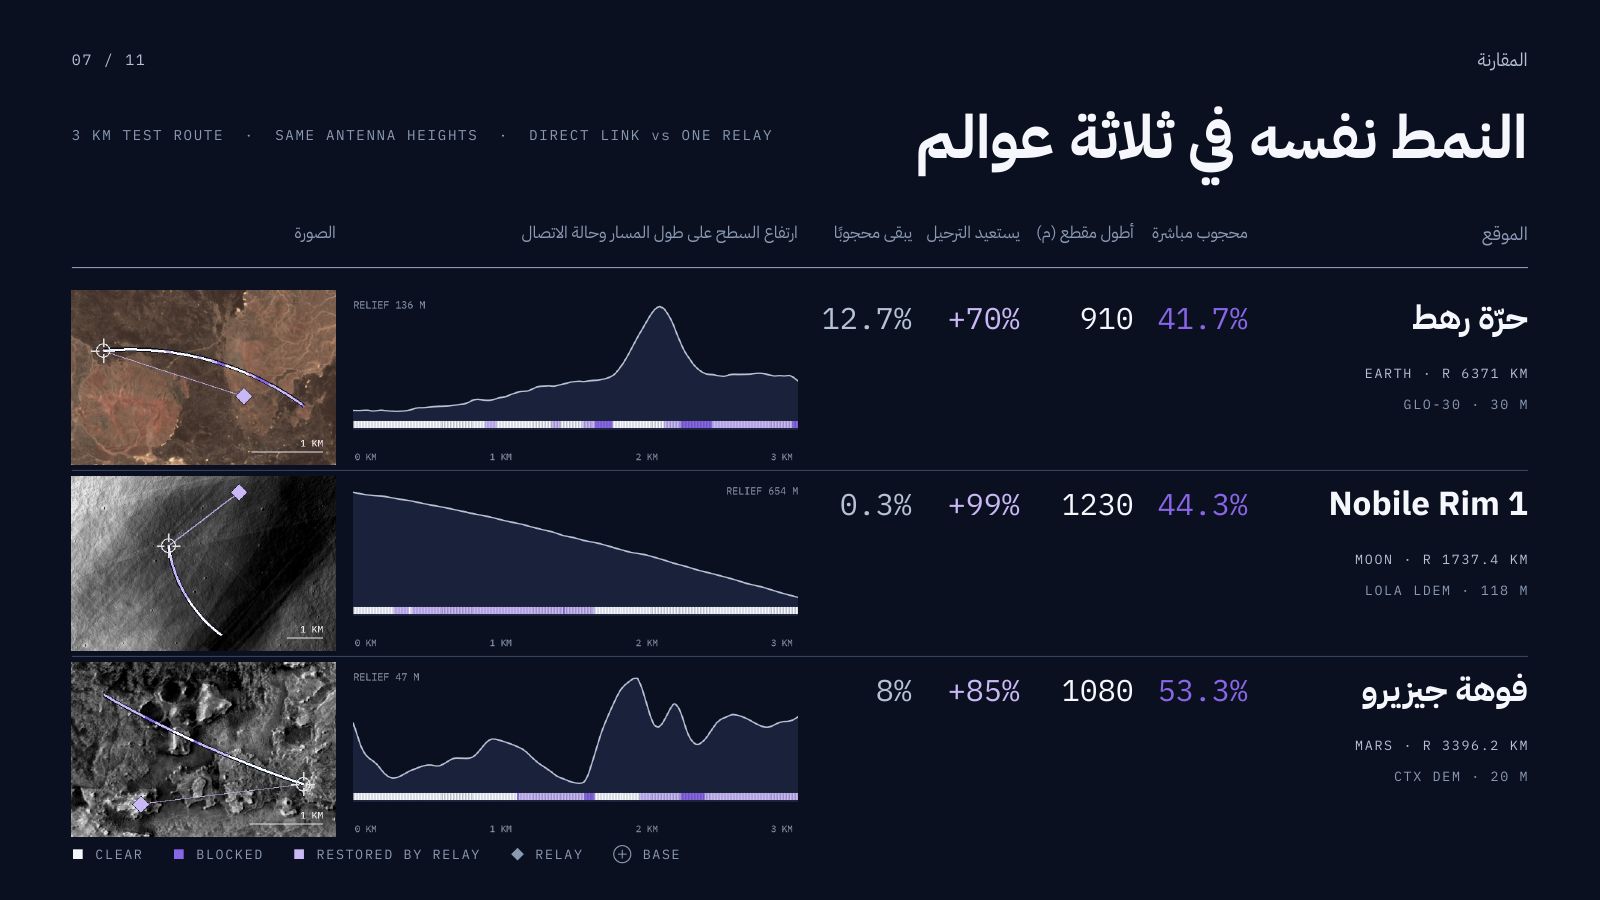 المقارنة
07 / 11
النمط نفسه في ثلاثة عوالم
3 KM TEST ROUTE · SAME ANTENNA HEIGHTS · DIRECT LINK vs ONE RELAY
الموقع محجوب مباشرة أطول مقطع (م) يستعيد الترحيل يبقى محجوبًا ارتفاع السطح على طول المسار وحالة الاتصال الصورة
حرّة رهط 41.7% 910 +70% 12.7%
RELIEF 136 M
EARTH · R 6371 KM
GLO-30 · 30 M
1 KM
0 KM 1 KM 2 KM 3 KM
Nobile Rim 1 44.3% 1230 +99% 0.3%
RELIEF 654 M
MOON · R 1737.4 KM
LOLA LDEM · 118 M
1 KM
0 KM 1 KM 2 KM 3 KM
فوهة جيزيرو 53.3% 1080 +85% 8%
RELIEF 47 M
MARS · R 3396.2 KM
CTX DEM · 20 M
1 KM
0 KM 1 KM 2 KM 3 KM
CLEAR BLOCKED RESTORED BY RELAY RELAY BASE